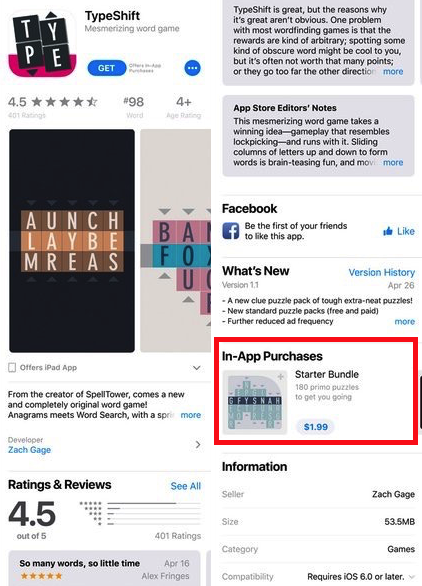 TYPE
TypeShift
Mesmerizing word game
GET
Offers In-App
Purchases
4.5
401 Ratings
#98
Word
4+
Age Rating
AUNCH
LAYBE
MREAS
BAN
FOX
U
Offers iPad App
From the creator of SpellTower, comes a new
and completely original word game!
Anagrams meets Word Search, with a spri more
Developer
Zach Gage
Ratings & Reviews
See All
4.5
out of 5
401 Ratings
So many words, so little time
Apr 16
Alex Fringes
TypeShift is great, but the reasons why
it's great aren't obvious. One problem
with most wordfinding games is that the
rewards are kind of arbitrary; spotting some
kind of obscure word might be cool to you,
but it's often not worth that many points;
or they go too far the other direction more
App Store Editors' Notes
This mesmerizing word game takes a
winning idea—gameplay that resembles
lockpicking—and runs with it. Sliding
columns of letters up and down to form
words is brain-teasing fun, and mov more
Facebook
Be the first of your friends
to like this app.
Like
What's New
Version History
Version 1.1
Apr 26
- A new clue puzzle pack of tough extra-neat puzzles!
- New standard puzzle packs (free and paid)
- Further reduced ad frequency
more
In-App Purchases
GFYSNAH
Starter Bundle
180 primo puzzles
to get you going
$1.99
Information
Seller
Zach Gage
Size
53.5MB
Category
Games
Compatibility
Requires iOS 6.0 or later.